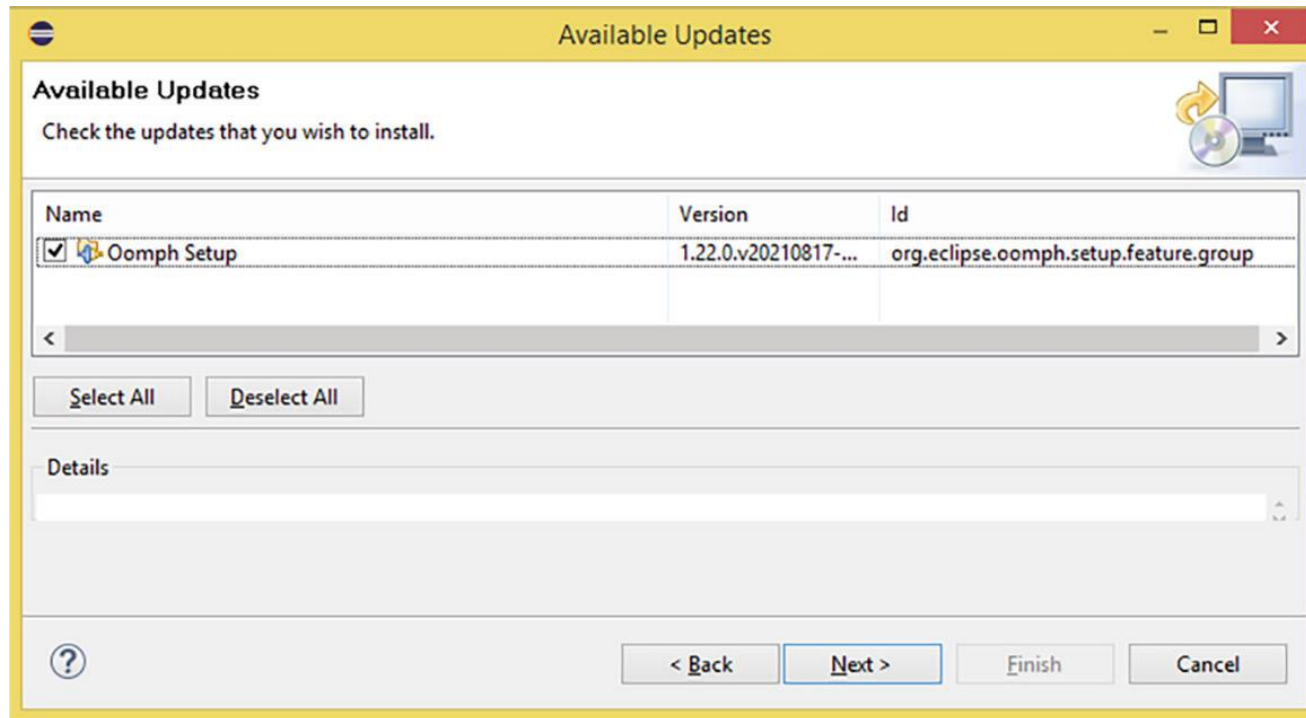 Available Updates
Available Updates
Check the updates that you wish to install.
Name Version Id
Oomph Setup 1.22.0.v20210817-... org.eclipse.oomph.setup.feature.group
Select All Deselect All
Details
? < Back Next > Finish Cancel